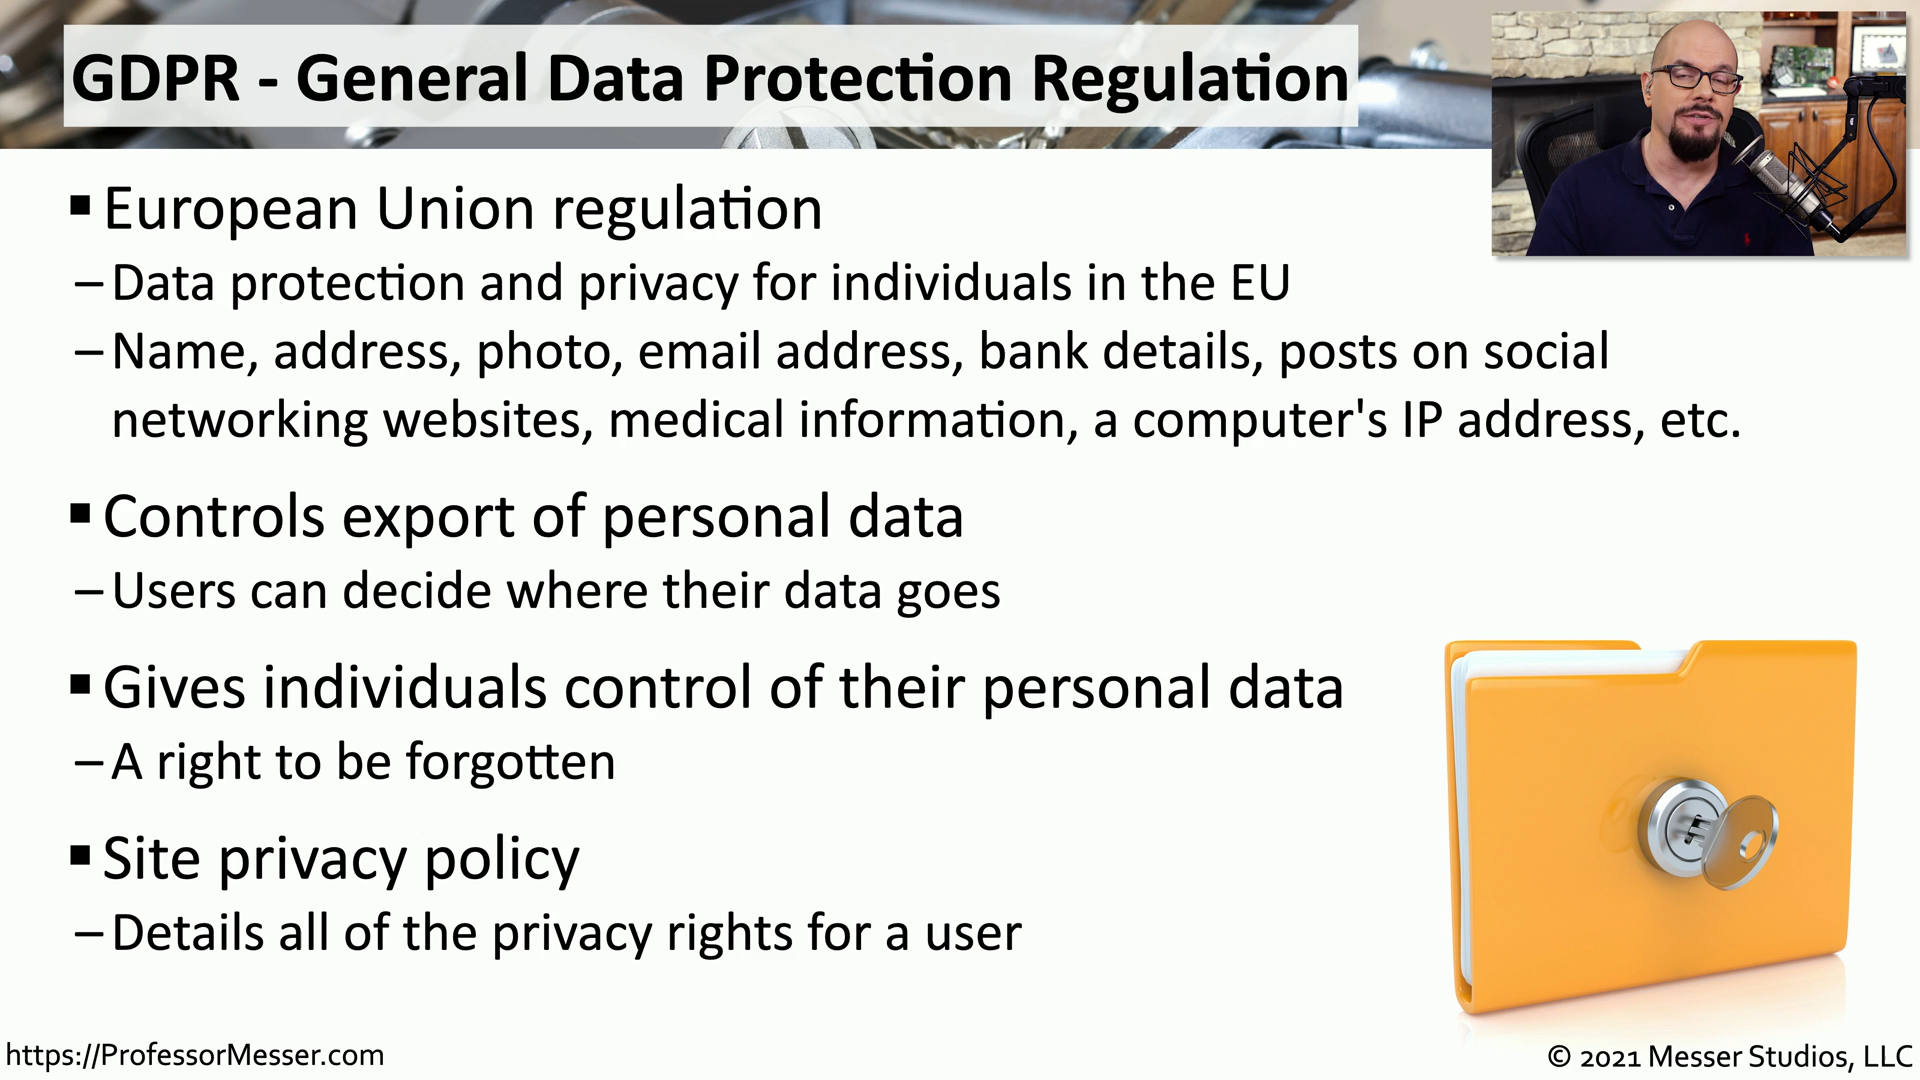 GDPR - General Data Protection Regulation
▪ European Union regulation
– Data protection and privacy for individuals in the EU
– Name, address, photo, email address, bank details, posts on social
networking websites, medical information, a computer's IP address, etc.
▪ Controls export of personal data
– Users can decide where their data goes
▪ Gives individuals control of their personal data
– A right to be forgotten
▪ Site privacy policy
– Details all of the privacy rights for a user
https://ProfessorMesser.com
© 2021 Messer Studios, LLC